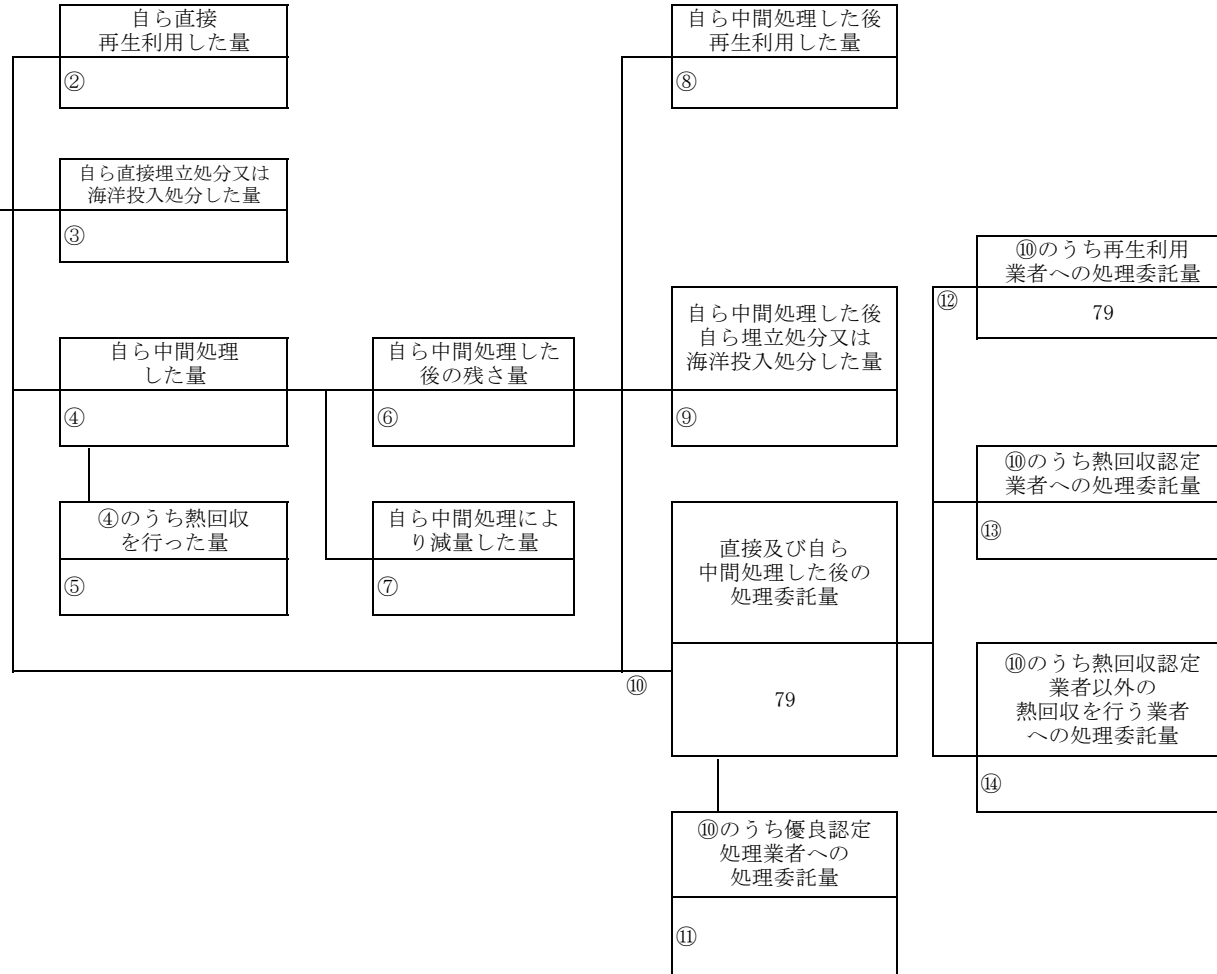 自ら直接
再生利用した量
②
自ら直接埋立処分又は
海洋投入処分した量
③
自ら中間処理
した量
④
④のうち熱回収
を行った量
⑤
自ら中間処理した
後の残さ量
⑥
自ら中間処理によ
り減量した量
⑦
自ら中間処理した後
再生利用した量
⑧
自ら中間処理した後
自ら埋立処分又は
海洋投入処分した量
⑨
直接及び自ら
中間処理した後の
処理委託量
⑩
79
⑩のうち優良認定
処理業者への
処理委託量
⑪
⑩のうち再生利用
業者への処理委託量
⑫
79
⑩のうち熱回収認定
業者への処理委託量
⑬
⑩のうち熱回収認定
業者以外の
熱回収を行う業者
への処理委託量
⑭